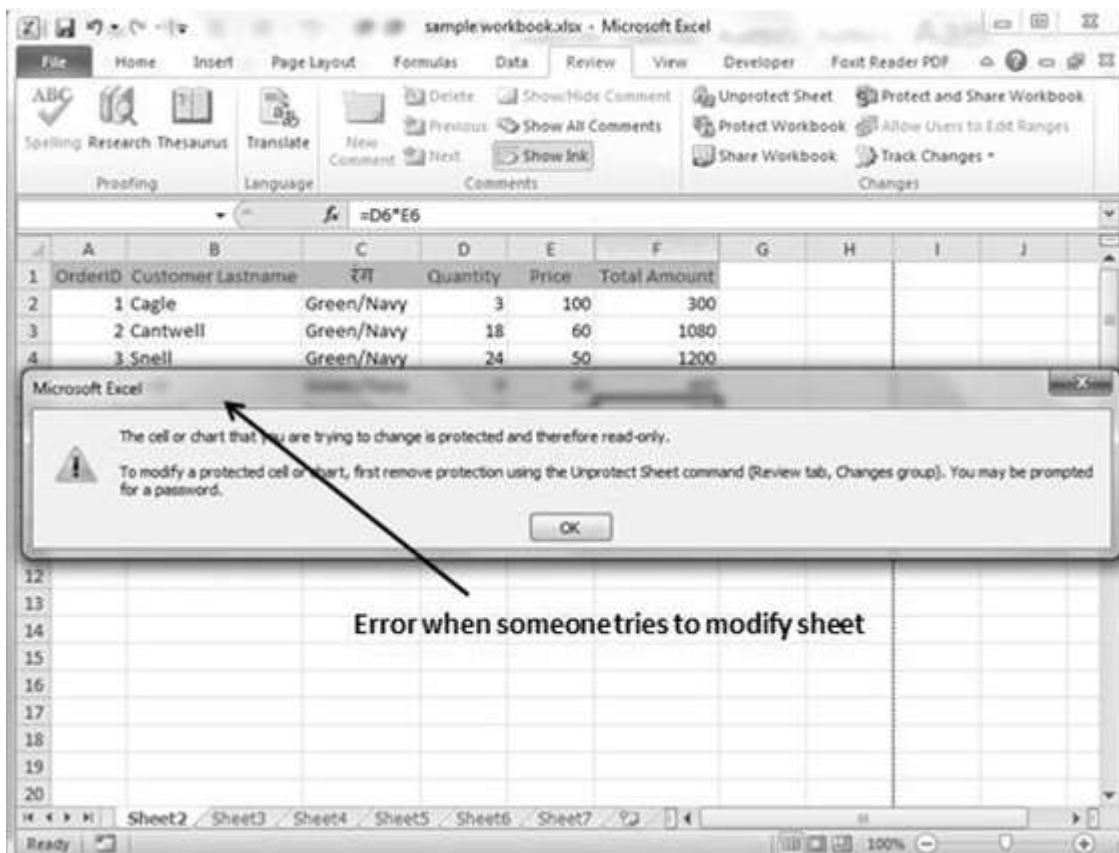 sample workbook.xlsx - Microsoft Excel
File Home Insert Page Layout Formulas Data Review View Developer Foxit Reader PDF
ABC
Spelling Research Thesaurus
Translate
New Comment
Delete
Previous
Next
Show/Hide Comment
Show All Comments
Show Ink
Unprotect Sheet
Protect Workbook
Share Workbook
Protect and Share Workbook
Allow Users to Edit Ranges
Track Changes
Proofing Language Comments Changes
fx =D6*E6
A B C D E F G H I J
1 OrderID Customer Lastname रंग Quantity Price Total Amount
2 1 Cagle Green/Navy 3 100 300
3 2 Cantwell Green/Navy 18 60 1080
4 3 Snell Green/Navy 24 50 1200
Microsoft Excel
The cell or chart that you are trying to change is protected and therefore read-only.
To modify a protected cell or chart, first remove protection using the Unprotect Sheet command (Review tab, Changes group). You may be prompted
for a password.
OK
12
13
Error when someone tries to modify sheet
14
15
16
17
18
19
20
Sheet2 Sheet3 Sheet4 Sheet5 Sheet6 Sheet7
Ready 100%